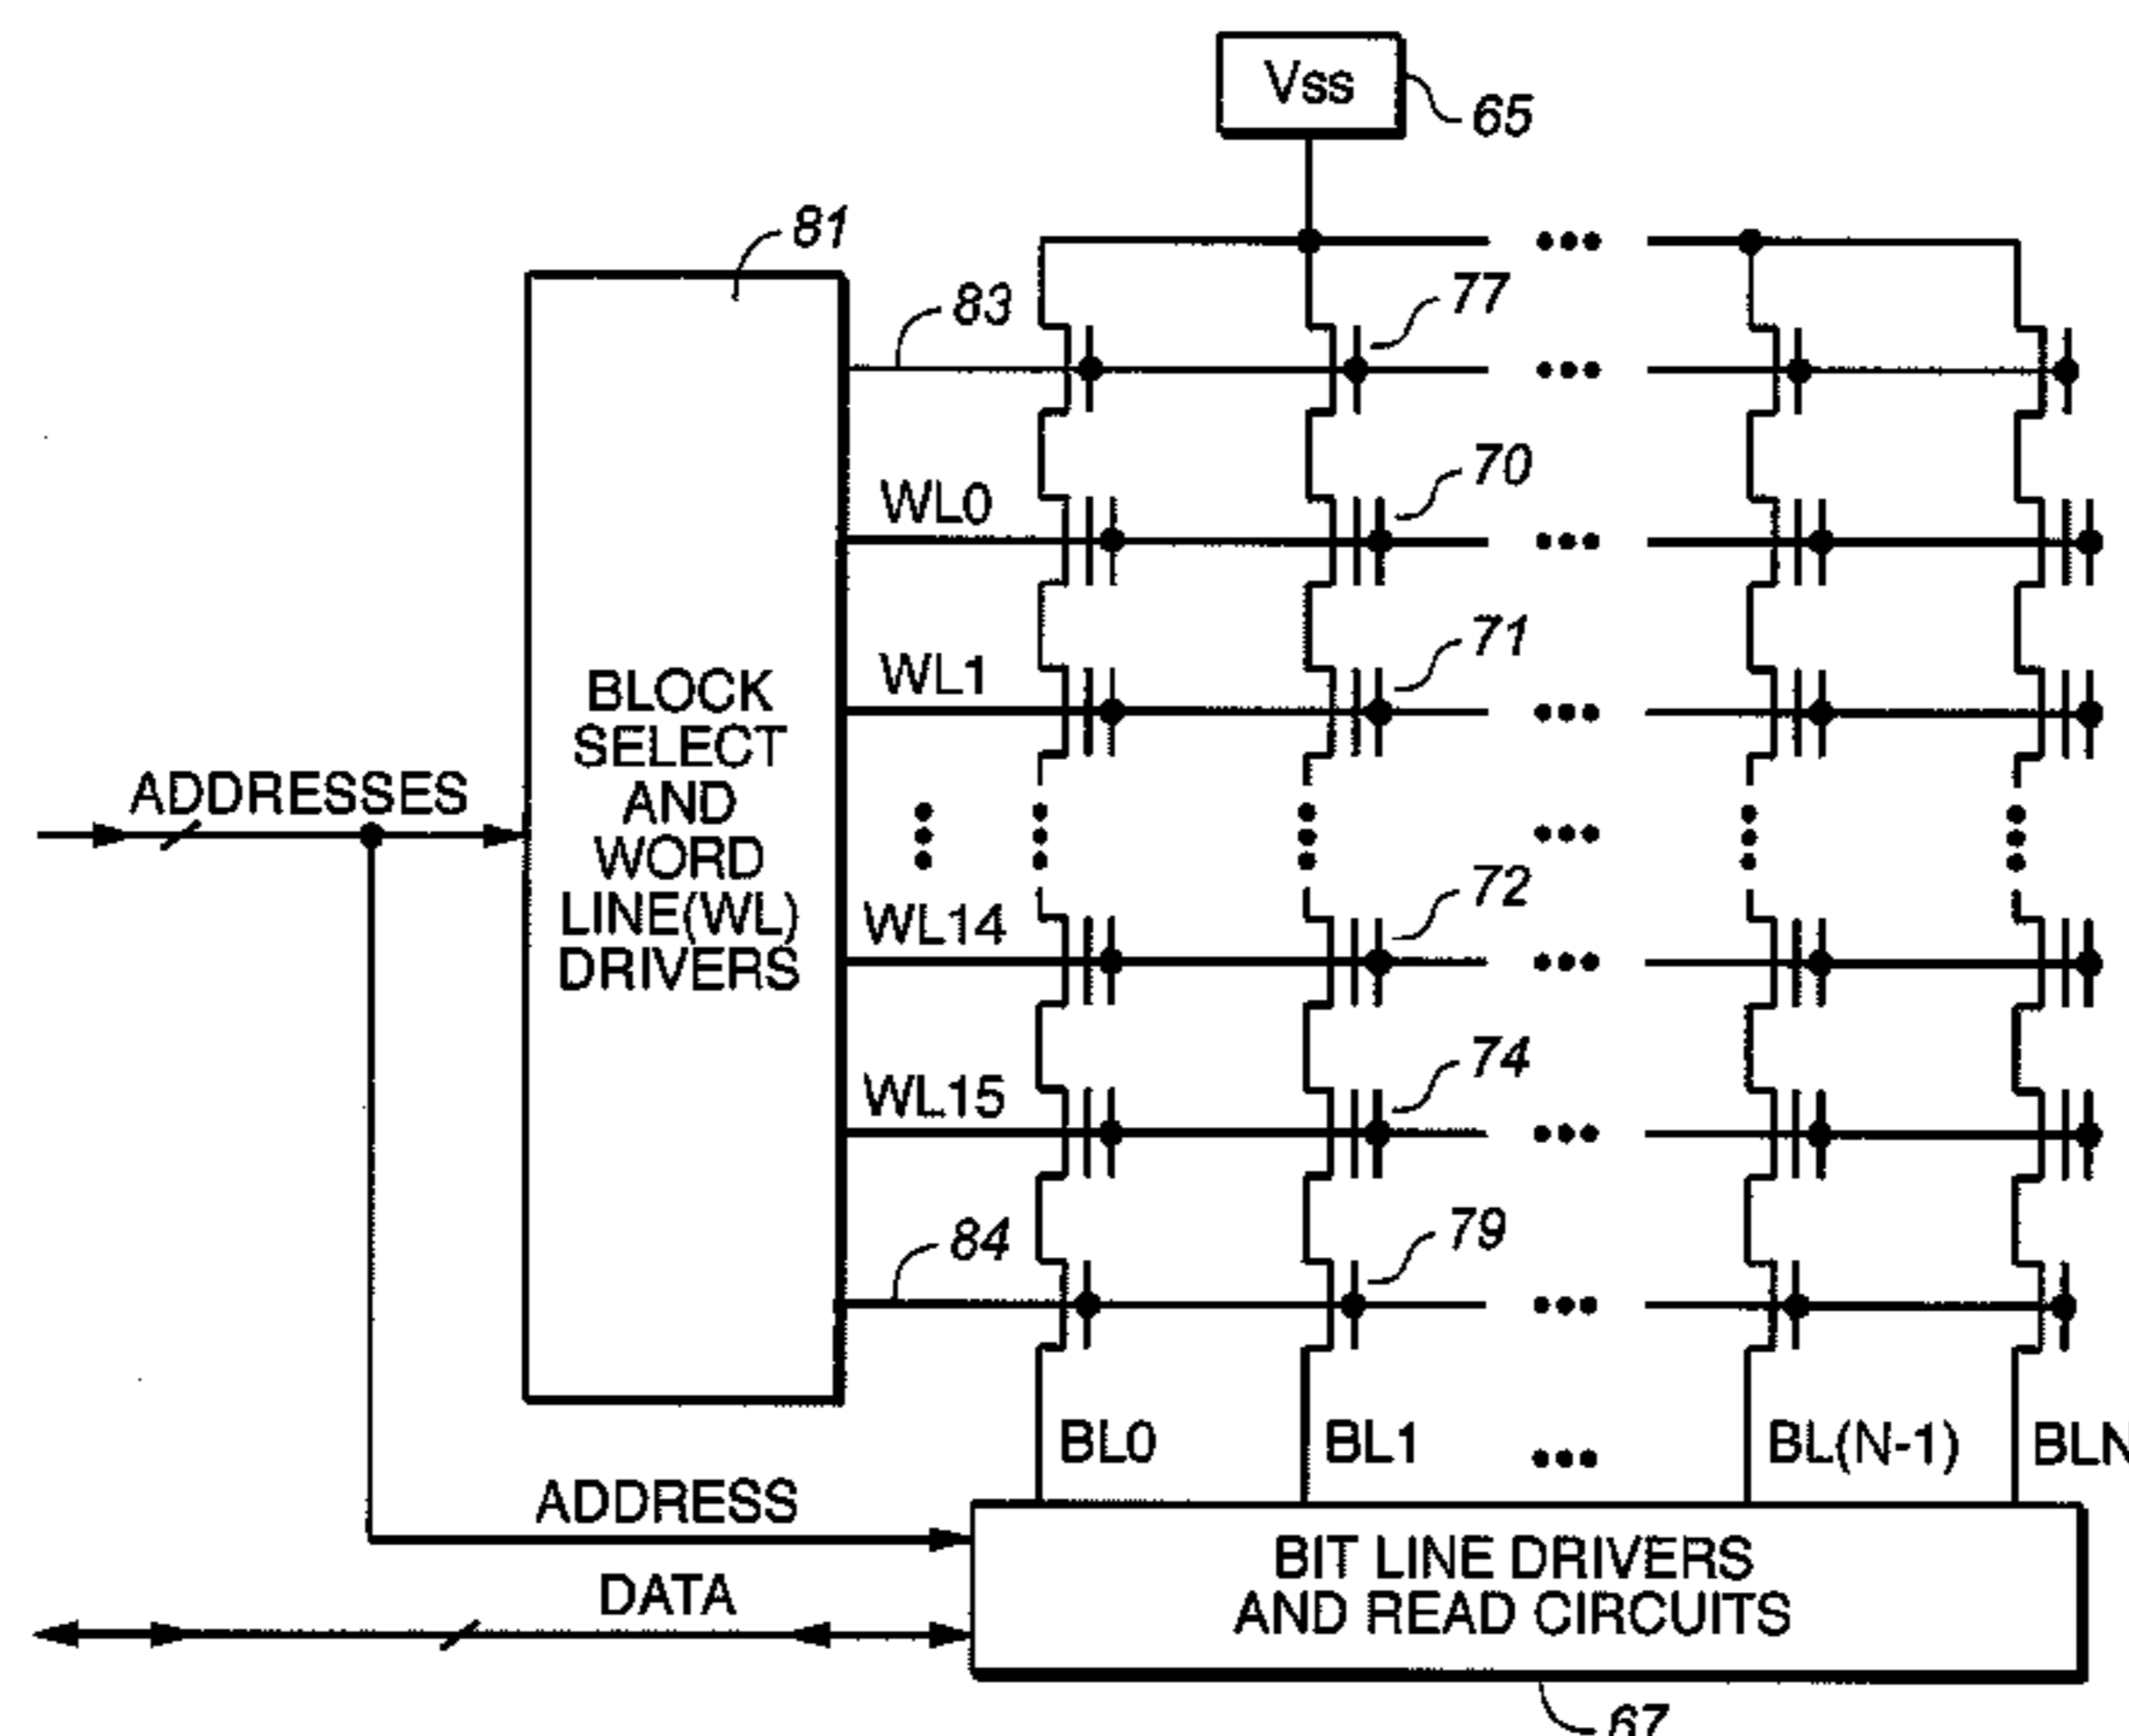 Vss
65
81
83
77
WL0
70
WL1
71
BLOCK
SELECT
AND
WORD
LINE(WL)
DRIVERS
ADDRESSES
WL14
72
WL15
74
84
79
BL0
BL1
BL(N-1)
BLN
ADDRESS
DATA
BIT LINE DRIVERS
AND READ CIRCUITS
67